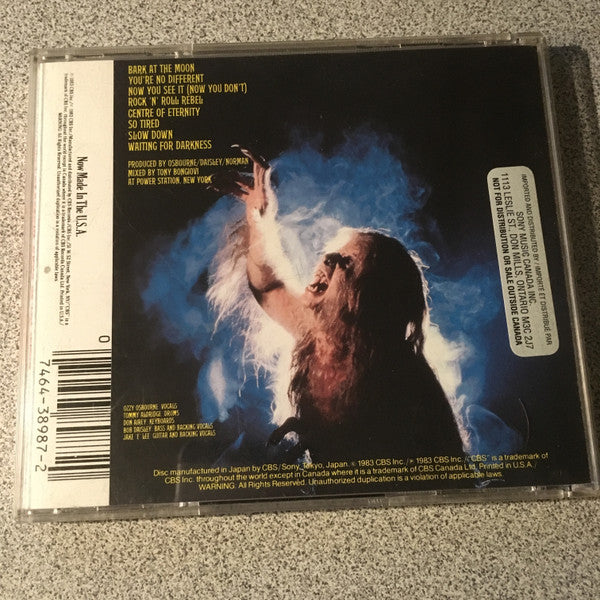 BARK AT THE MOON
YOU'RE NO DIFFERENT
NOW YOU SEE IT (NOW YOU DON'T)
ROCK 'N' ROLL REBEL
CENTRE OF ETERNITY
SO TIRED
SLOW DOWN
WAITING FOR DARKNESS
PRODUCED BY OSBOURNE/DAISLEY/NORMAN
MIXED BY TONY BONGIOVI
AT POWER STATION, NEW YORK
OZZY OSBOURNE VOCALS
TOMMY ALDRIDGE DRUMS
DON AIREY KEYBOARDS
BOB DAISLEY BASS AND BACKING VOCALS
JAKE E LEE GUITAR AND BACKING VOCALS
Disc manufactured in Japan by CBS/Sony, Tokyo, Japan. © 1983 CBS Inc./ ℗ 1983 CBS Inc./"CBS" is a trademark of
CBS Inc. throughout the world except in Canada where it is a trademark of CBS Canada Ltd. Printed in U.S.A./
WARNING: All Rights Reserved. Unauthorized duplication is a violation of applicable laws.
Now Made In The U.S.A.
0
7464-38987-2
IMPORTED AND DISTRIBUTED BY: IMPORTÉ ET DISTRIBUÉ PAR
SONY MUSIC CANADA INC.
1113 LESLIE ST., DON MILLS, ONTARIO M3C 2J7
NOT FOR DISTRIBUTION OR SALE OUTSIDE CANADA